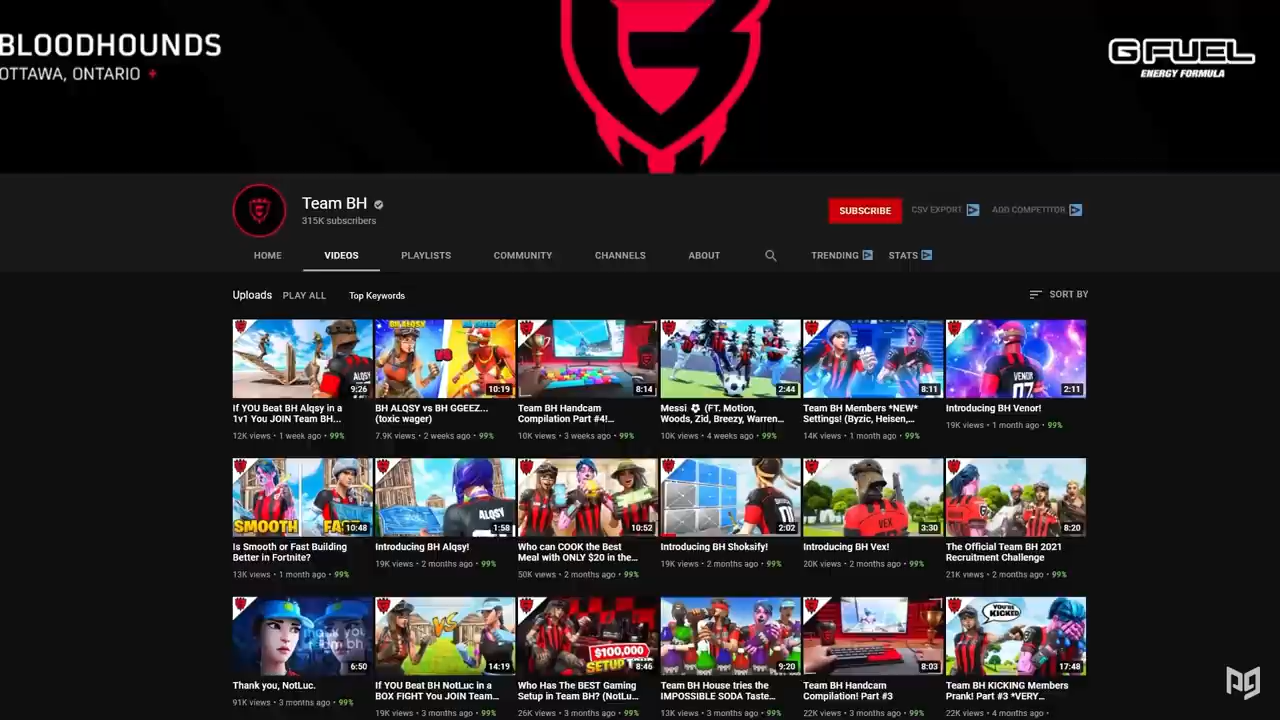 BLOODHOUNDS
OTTAWA, ONTARIO +
G FUEL
ENERGY FORMULA
Team BH
315K subscribers
SUBSCRIBE
CSV EXPORT
ADD COMPETITOR
HOME
VIDEOS
PLAYLISTS
COMMUNITY
CHANNELS
ABOUT
TRENDING
STATS
Uploads
PLAY ALL
Top Keywords
SORT BY
ALQSY
9:26
BH ALQSY
VS
10:19
8:14
2:44
8:11
VENOR
07
2:11
If YOU Beat BH Alqsy in a
1v1 You JOIN Team BH...
12K views • 1 week ago • 99%
BH ALQSY vs BH GGEEZ...
(toxic wager)
7.9K views • 2 weeks ago • 99%
Team BH Handcam
Compilation Part #4!...
10K views • 3 weeks ago • 99%
Messi ⚽ (FT. Motion,
Woods, Zid, Breezy, Warren...
10K views • 4 weeks ago • 99%
Team BH Members *NEW*
Settings! (Byzic, Heisen,...
14K views • 1 month ago • 99%
Introducing BH Venor!
19K views • 1 month ago • 99%
SMOOTH
10:48
ALQSY
1:58
10:52
2:02
VEX
3:30
8:20
Is Smooth or Fast Building
Better in Fortnite?
13K views • 1 month ago • 99%
Introducing BH Alqsy!
19K views • 2 months ago • 99%
Who can COOK the Best
Meal with ONLY $20 in the...
50K views • 2 months ago • 99%
Introducing BH Shoksify!
19K views • 2 months ago • 99%
Introducing BH Vex!
20K views • 2 months ago • 99%
The Official Team BH 2021
Recruitment Challenge
21K views • 2 months ago • 99%
thank you
team bh
6:50
VS
14:19
$100,000
SETUP
8:46
9:20
8:03
YOU'RE
KICKED!
17:48
Thank you, NotLuc.
91K views • 3 months ago • 99%
If YOU Beat BH NotLuc in a
BOX FIGHT You JOIN Team...
19K views • 3 months ago • 99%
Who Has The BEST Gaming
Setup in Team BH? (NotLu...
26K views • 3 months ago • 99%
Team BH House tries the
IMPOSSIBLE SODA Taste...
13K views • 3 months ago • 99%
Team BH Handcam
Compilation! Part #3
22K views • 3 months ago • 99%
Team BH KICKING Members
Prank! Part #3 *VERY...
22K views • 4 months ago •